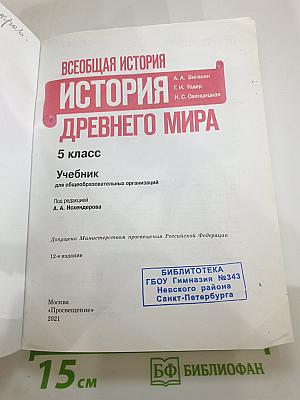 ВСЕОБЩАЯ ИСТОРИЯ
ИСТОРИЯ
А. А. Вигасин
Г. И. Годер
И. С. Свенцицкая
ДРЕВНЕГО МИРА
5 класс
Учебник
для общеобразовательных организаций
Под редакцией
А. А. Искендерова
Допущено Министерством просвещения Российской Федерации
12-е издание
БИБЛИОТЕКА
ГБОУ Гимназия №343
Невского района
Санкт-Петербурга
Москва
«Просвещение»
2021
15 см
БФ БИБЛИОФАН